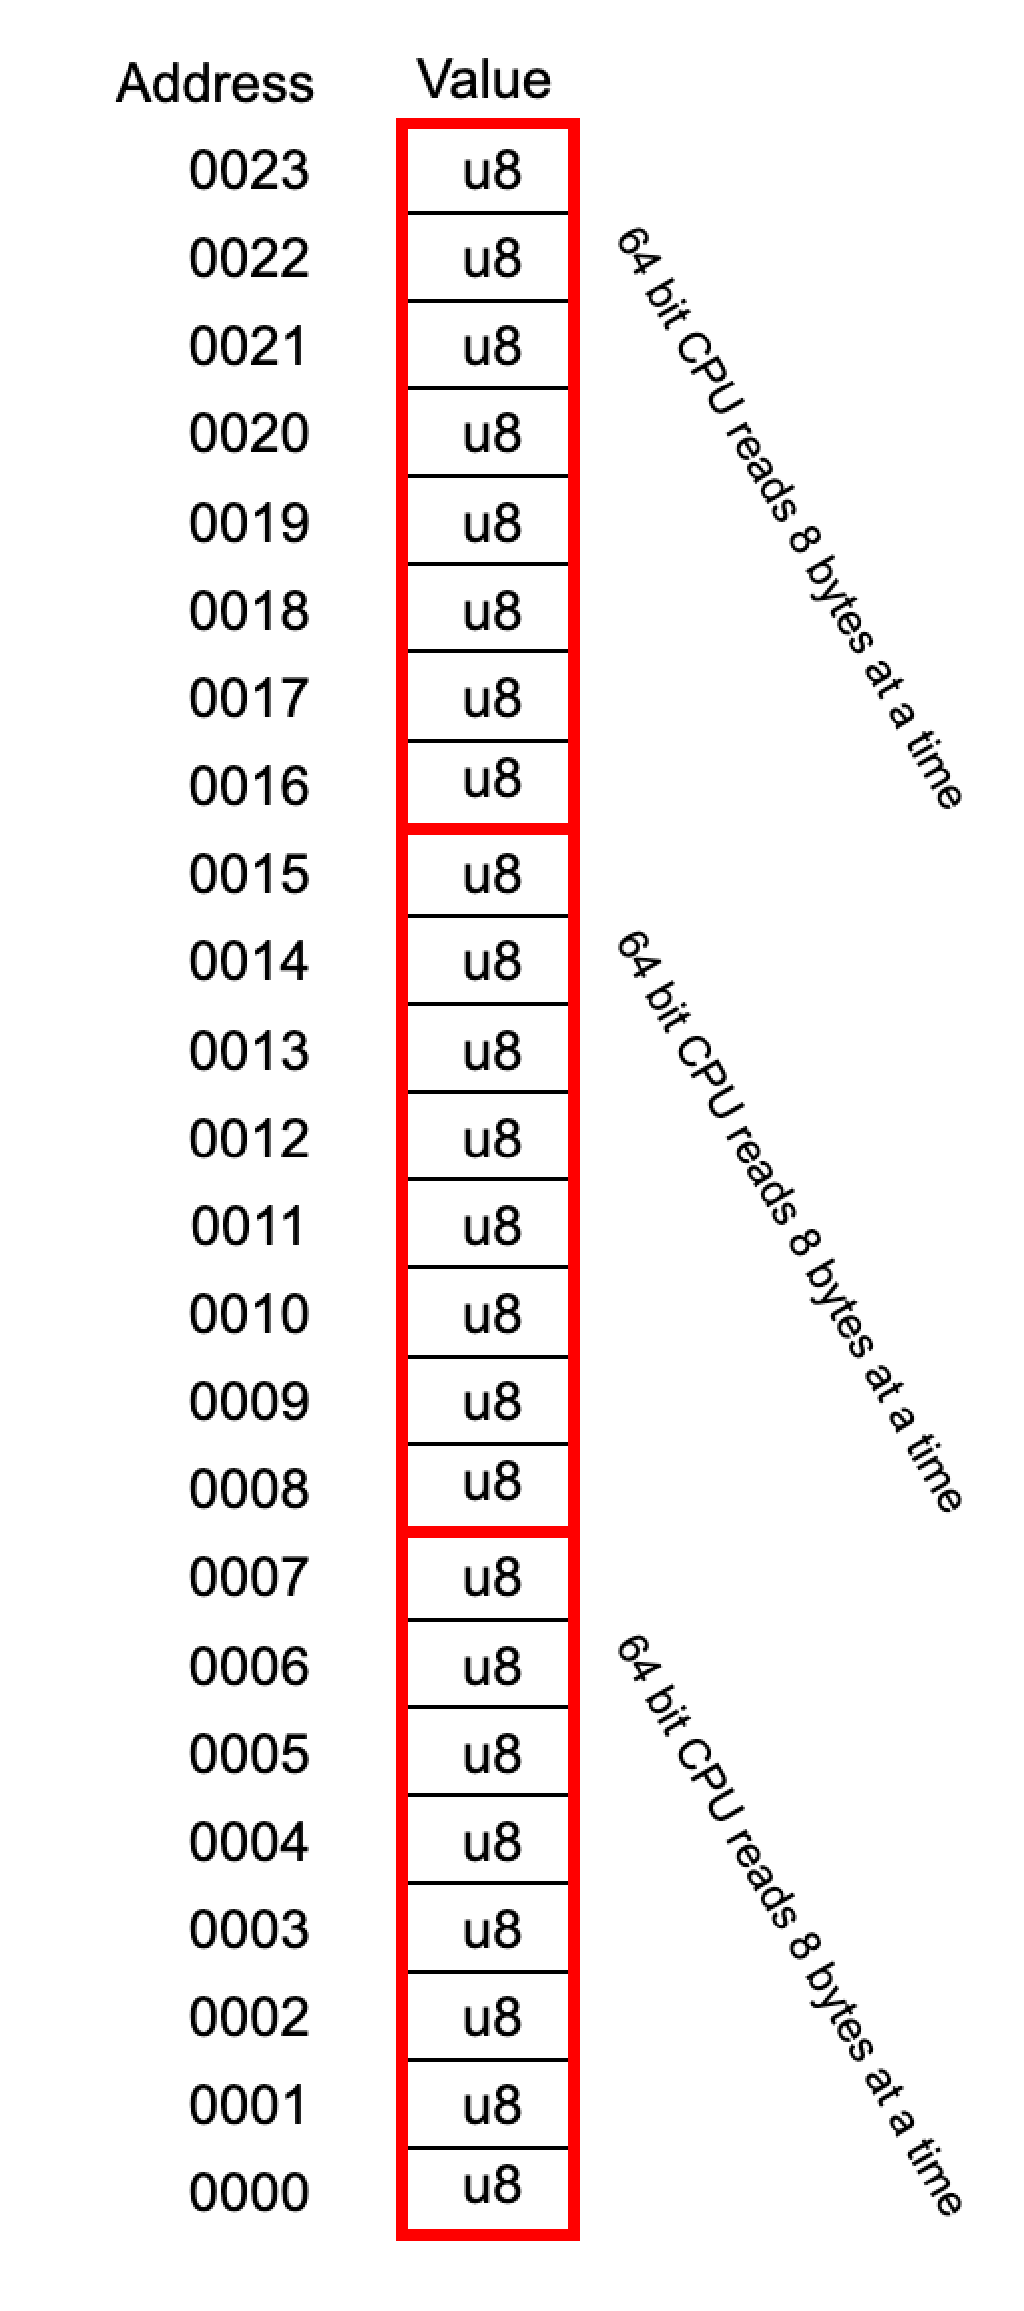 Address Value
0023 u8
0022 u8
0021 u8
0020 u8
0019 u8
0018 u8
0017 u8
0016 u8
64 bit CPU reads 8 bytes at a time
0015 u8
0014 u8
0013 u8
0012 u8
0011 u8
0010 u8
0009 u8
0008 u8
64 bit CPU reads 8 bytes at a time
0007 u8
0006 u8
0005 u8
0004 u8
0003 u8
0002 u8
0001 u8
0000 u8
64 bit CPU reads 8 bytes at a time